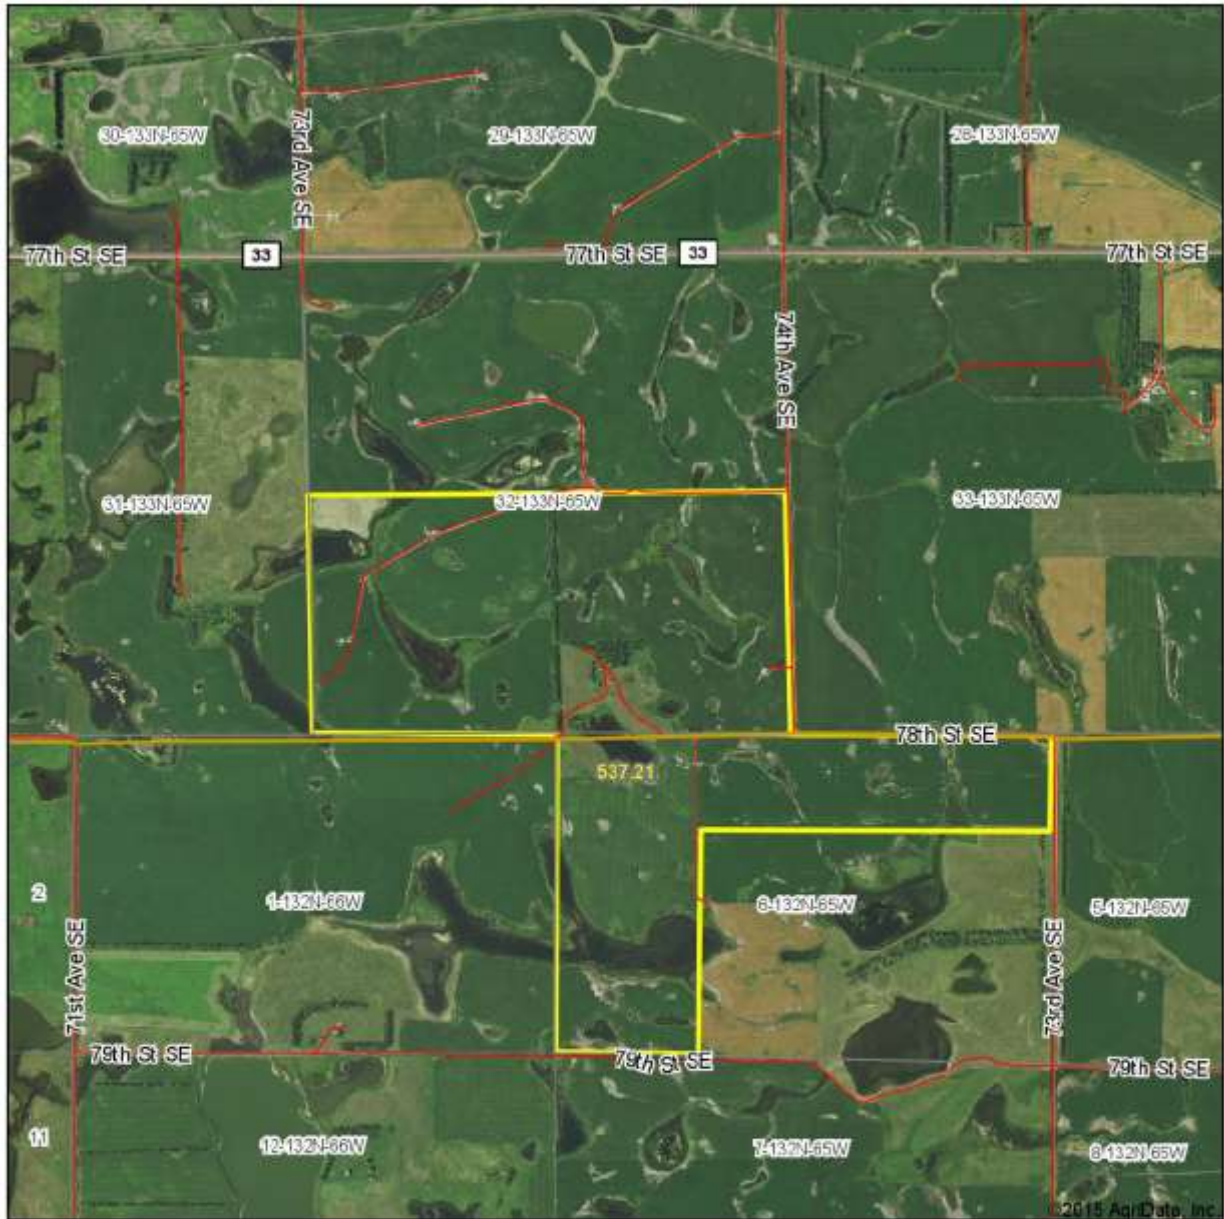 30-133N-65W
73rd Ave SE
29-133N-65W
28-133N-65W
77th St SE
33
77th St SE
33
77th St SE
74th Ave SE
31-133N-65W
32-133N-65W
33-133N-65W
78th St SE
537.21
2
1-132N-66W
6-132N-65W
5-132N-65W
71st Ave SE
73rd Ave SE
79th St SE
79th St SE
79th St SE
11
12-132N-66W
7-132N-65W
8-132N-65W
©2015 AgriData, Inc.